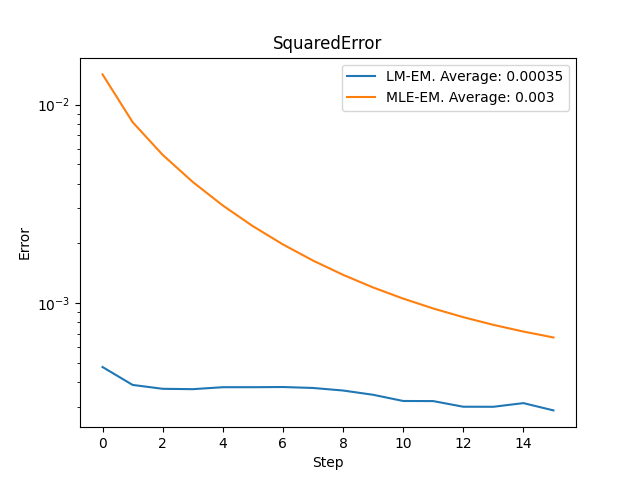 SquaredError
LM-EM. Average: 0.00035
MLE-EM. Average: 0.003
10⁻²
10⁻³
Error
0 2 4 6 8 10 12 14
Step